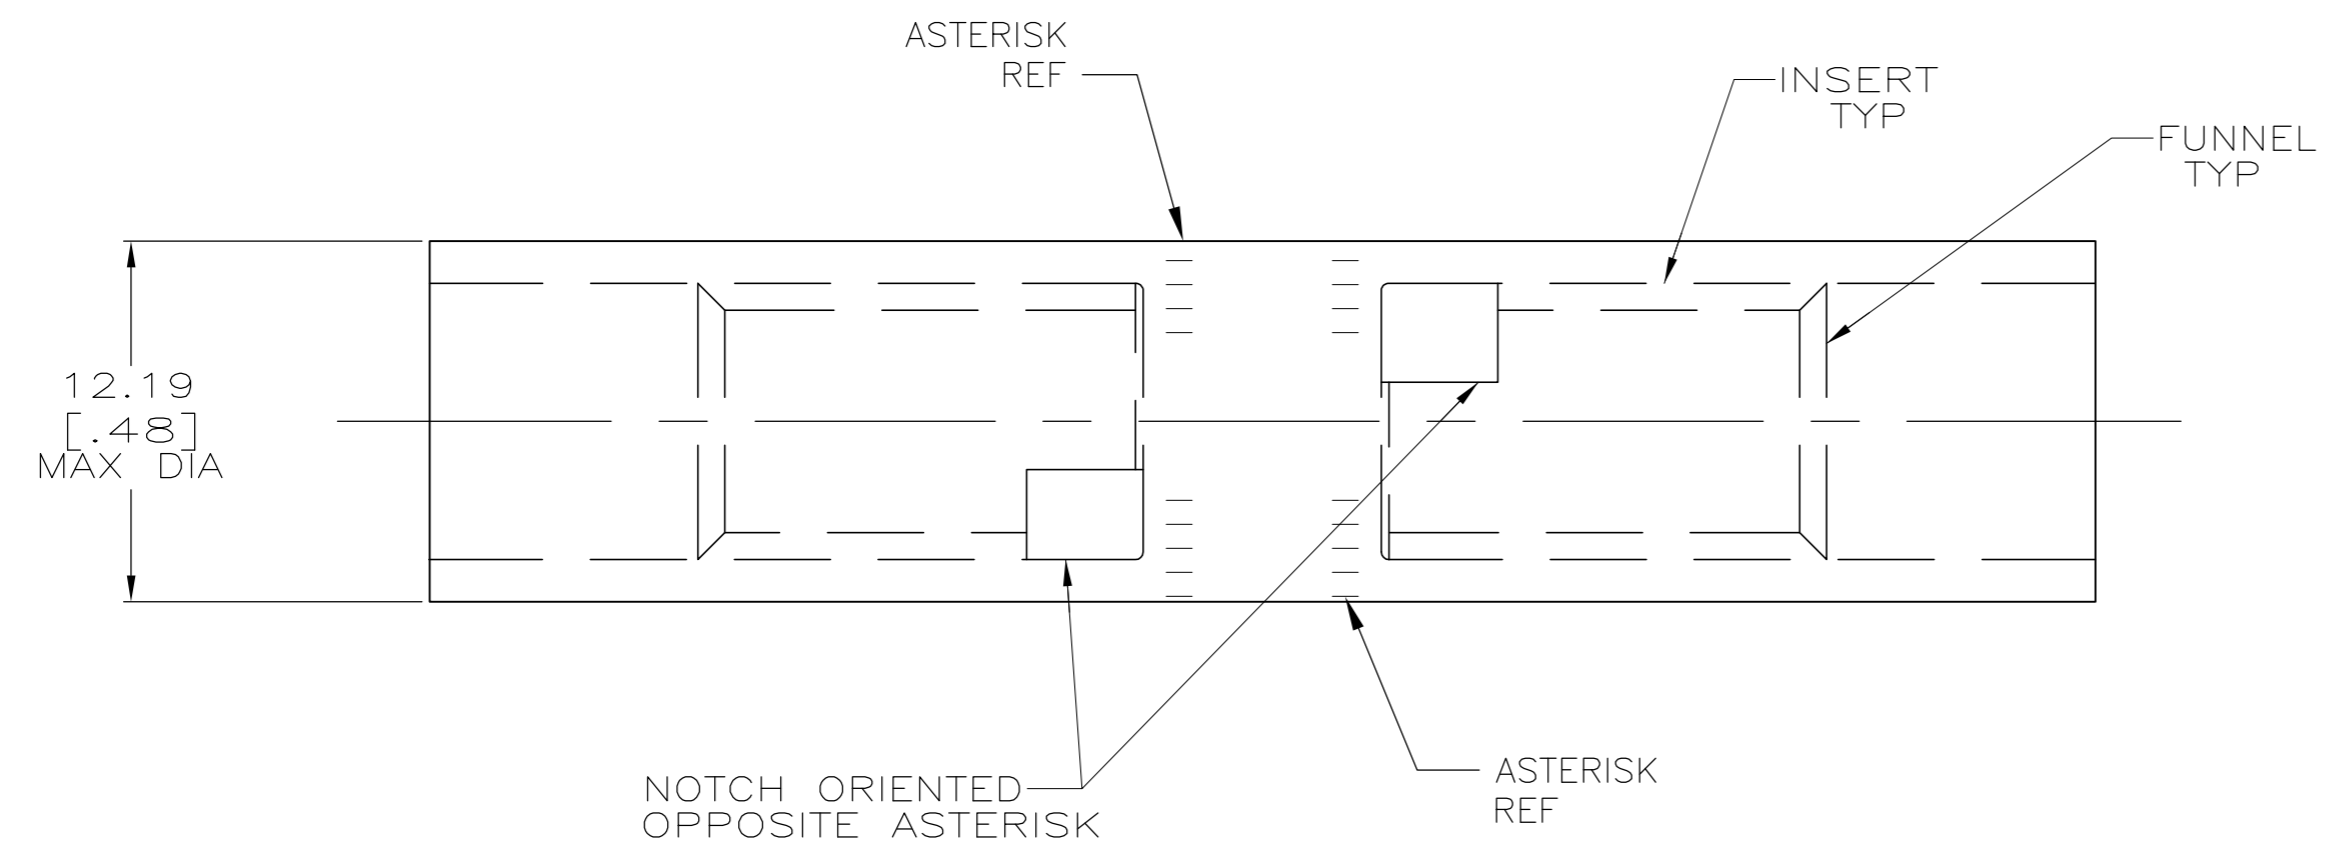 ASTERISK
REF
INSERT
TYP
FUNNEL
TYP
12.19
[.48]
MAX DIA
NOTCH ORIENTED
OPPOSITE ASTERISK
ASTERISK
REF